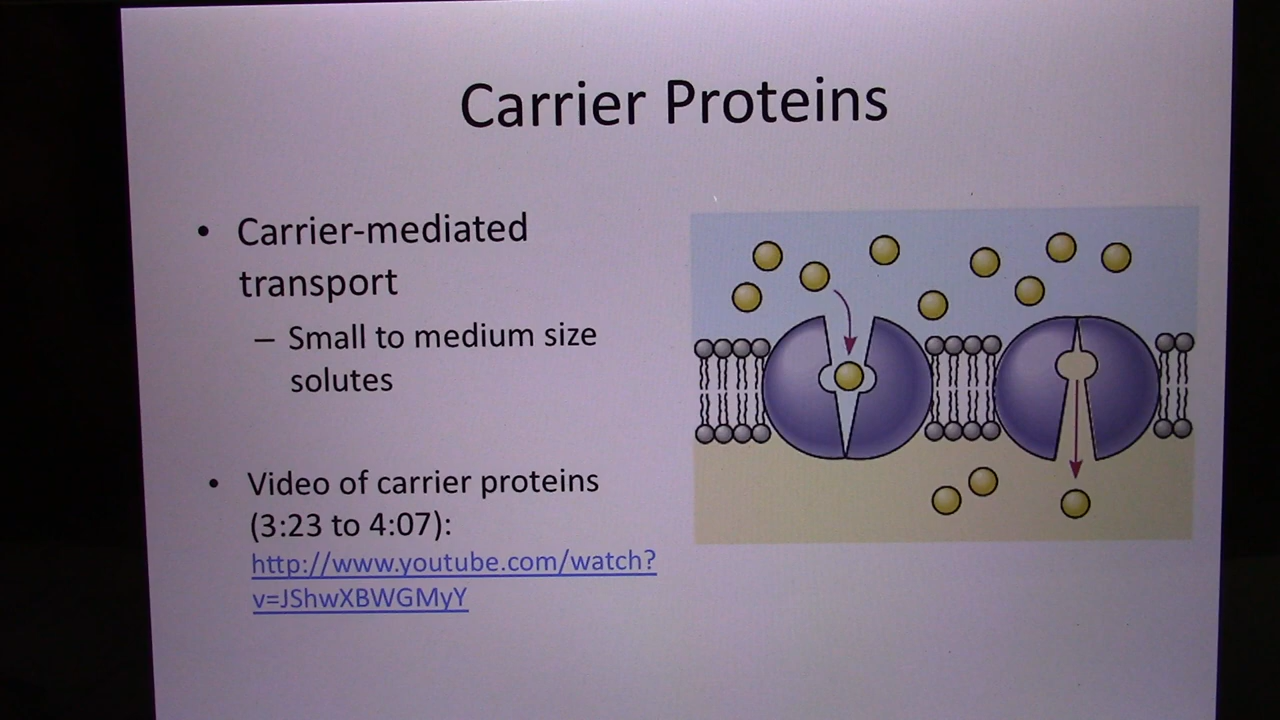 Carrier Proteins
• Carrier-mediated
transport
– Small to medium size
solutes
• Video of carrier proteins
(3:23 to 4:07):
http://www.youtube.com/watch?
v=JShwXBWGMyY